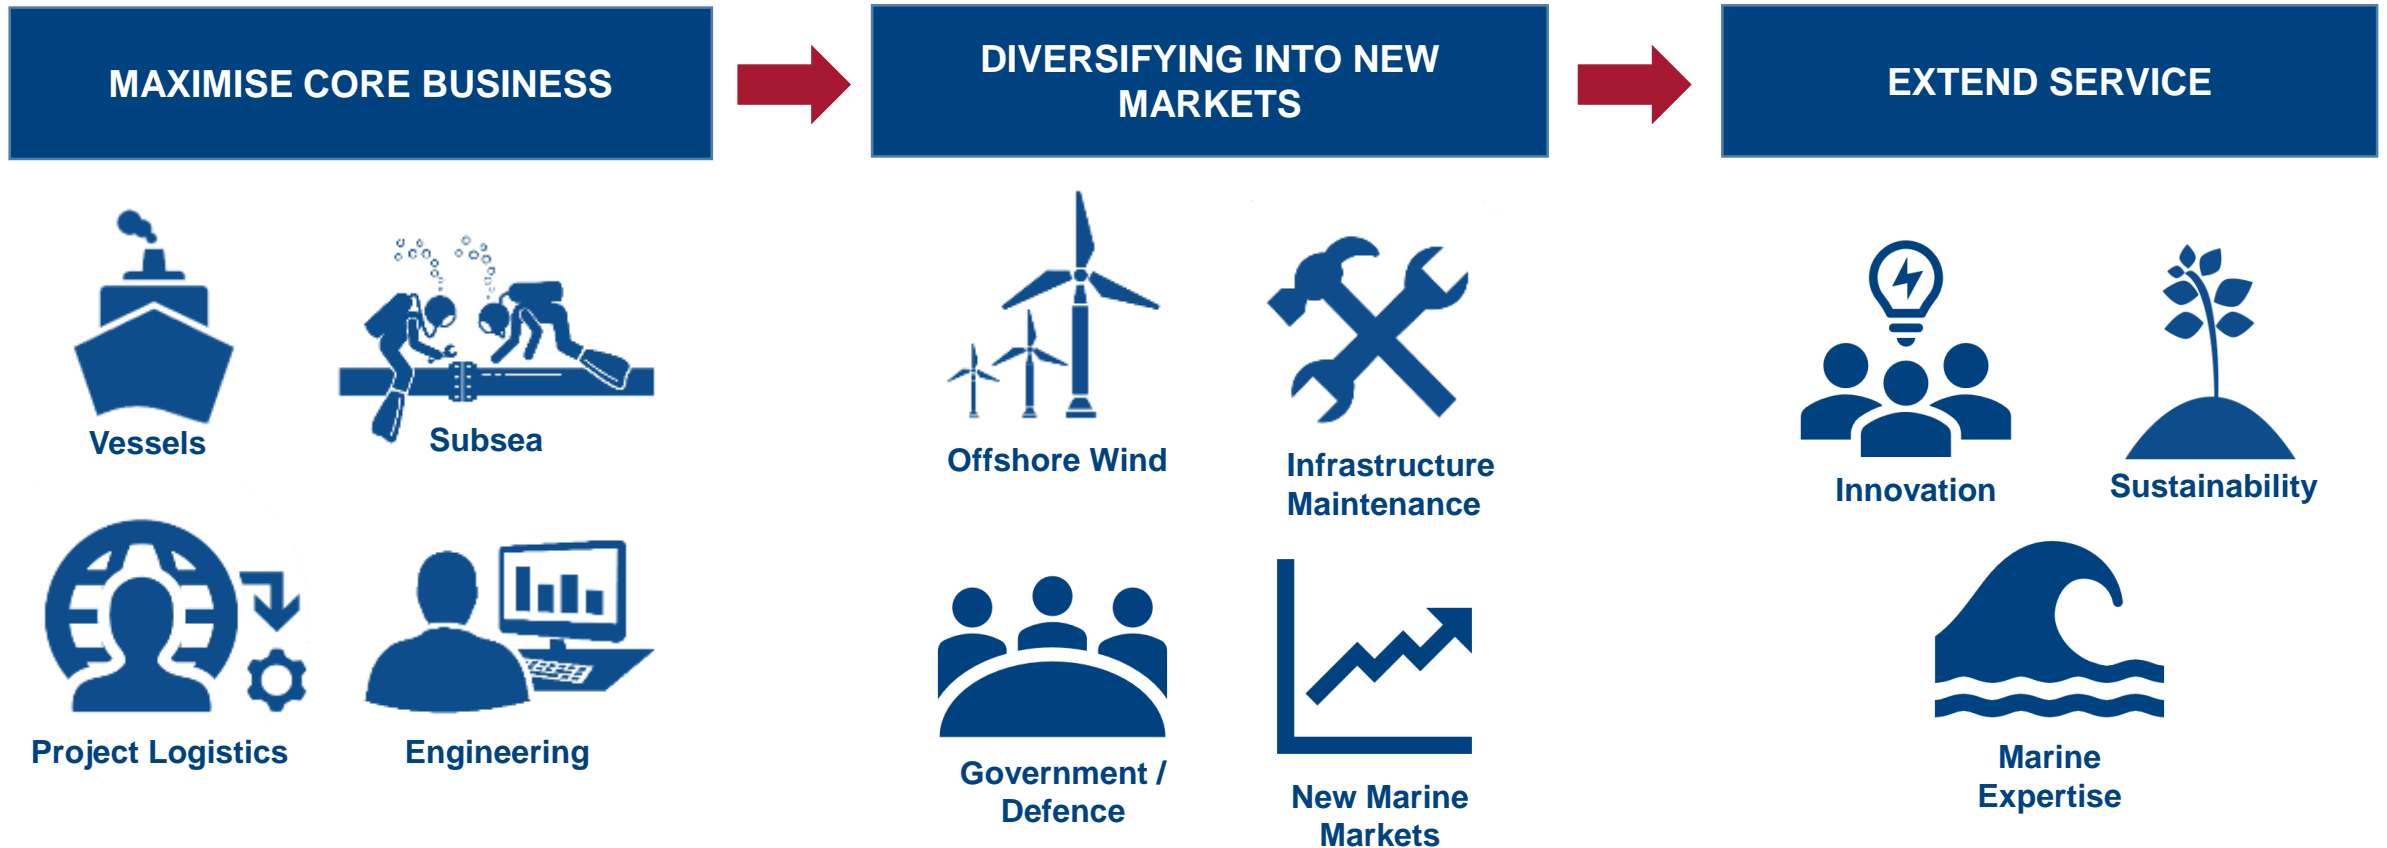 MAXIMISE CORE BUSINESS
DIVERSIFYING INTO NEW
MARKETS
EXTEND SERVICE
Vessels
Subsea
Project Logistics
Engineering
Offshore Wind
Infrastructure
Maintenance
Government /
Defence
New Marine
Markets
Innovation
Sustainability
Marine
Expertise